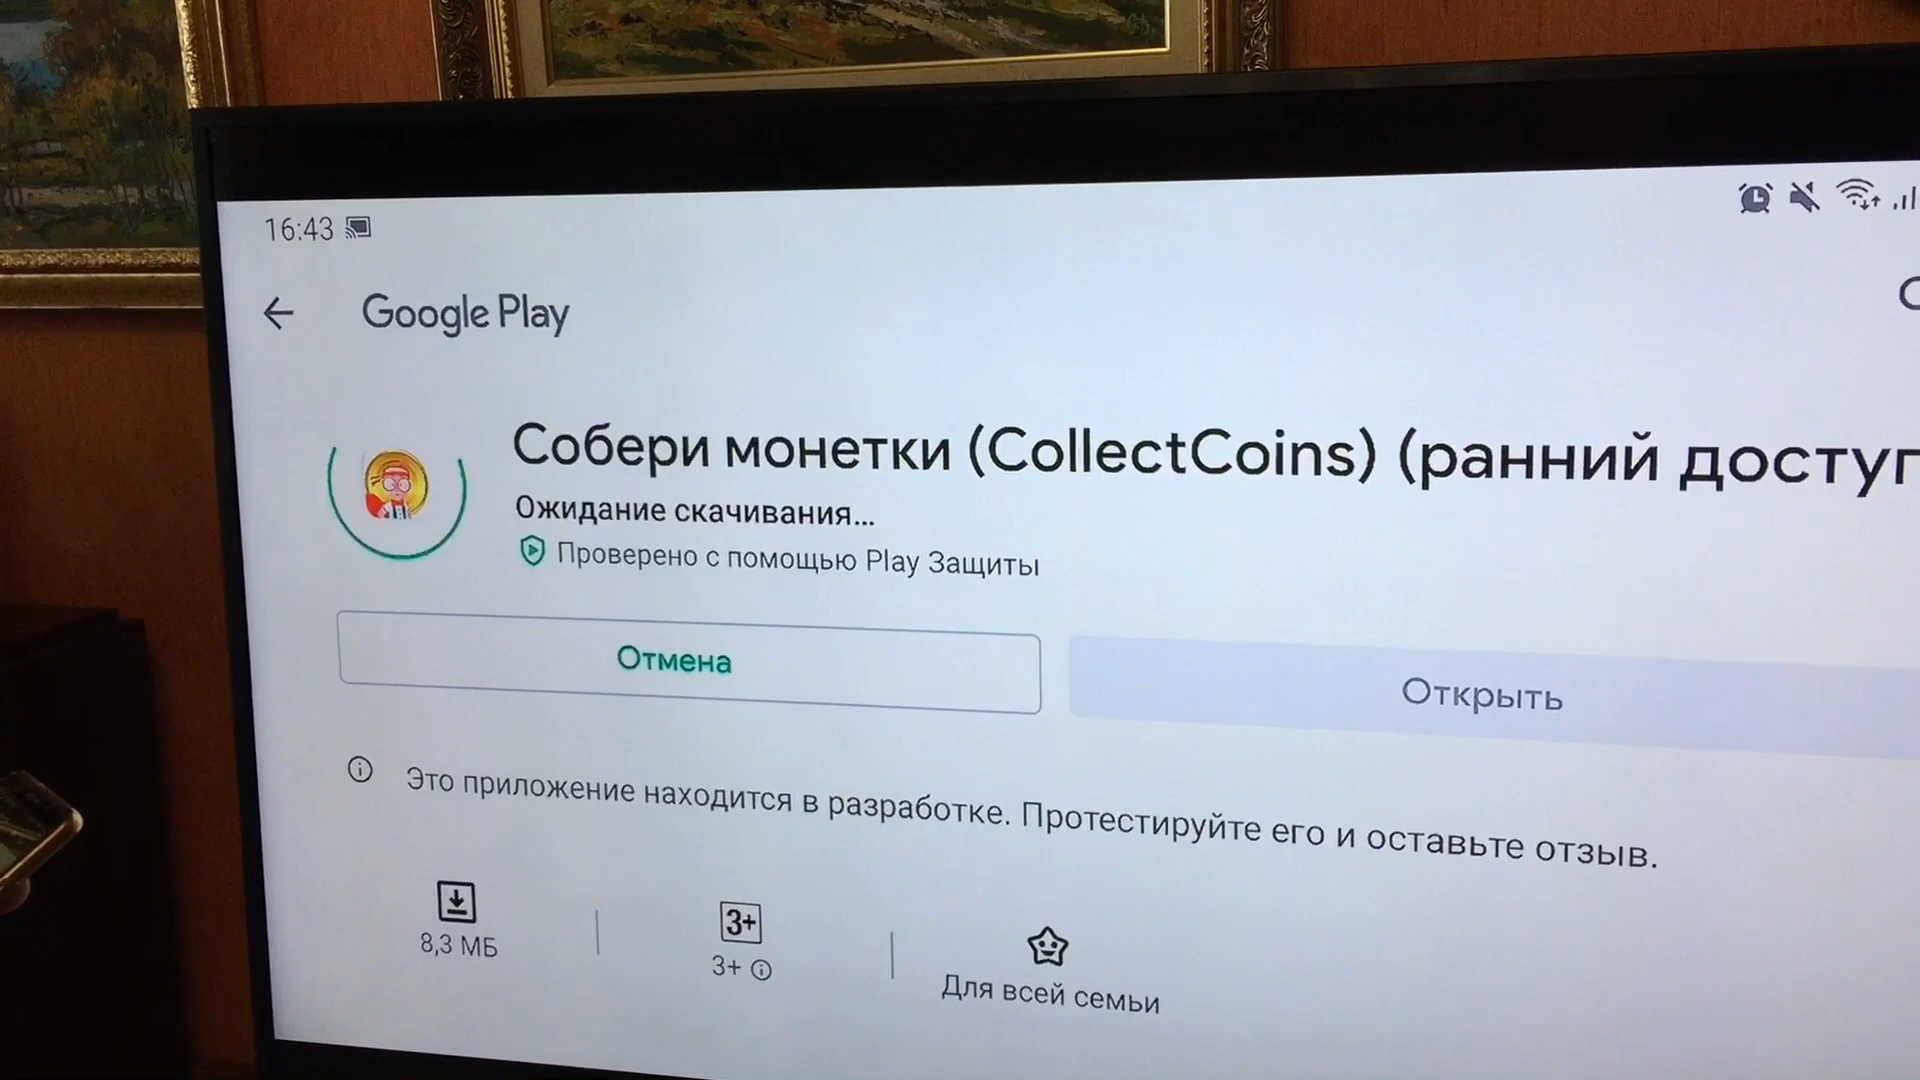 16:43
Google Play
Собери монетки (CollectCoins) (ранний доступ
Ожидание скачивания...
Проверено с помощью Play Защиты
Отмена
Открыть
Это приложение находится в разработке. Протестируйте его и оставьте отзыв.
3+
8,3 МБ
3+
Для всей семьи